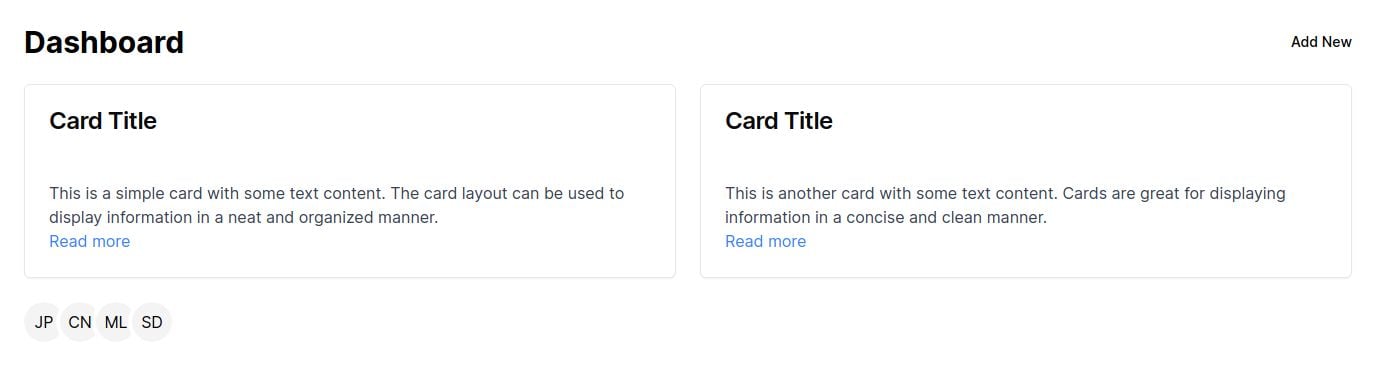 Dashboard
Add New
Card Title
This is a simple card with some text content. The card layout can be used to
display information in a neat and organized manner.
Read more
Card Title
This is another card with some text content. Cards are great for displaying
information in a concise and clean manner.
Read more
JP CN ML SD